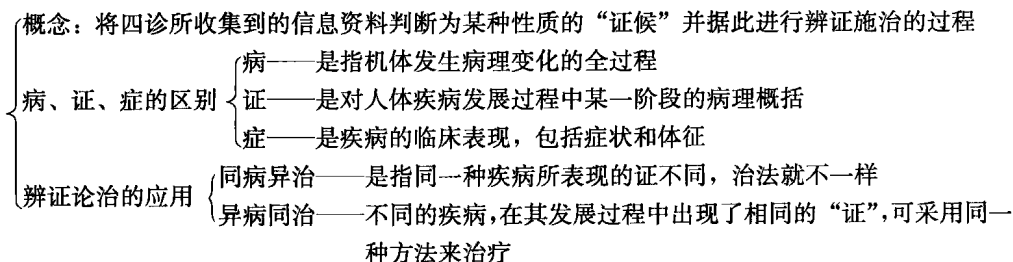 概念：将四诊所收集到的信息资料判断为某种性质的“证候”并据此进行辨证施治的过程
病——是指机体发生病理变化的全过程
病、证、症的区别 证——是对人体疾病发展过程中某一阶段的病理概括
症——是疾病的临床表现，包括症状和体征
辨证论治的应用 同病异治——是指同一种疾病所表现的证不同，治法就不一样
异病同治——不同的疾病，在其发展过程中出现了相同的“证”，可采用同一
种方法来治疗